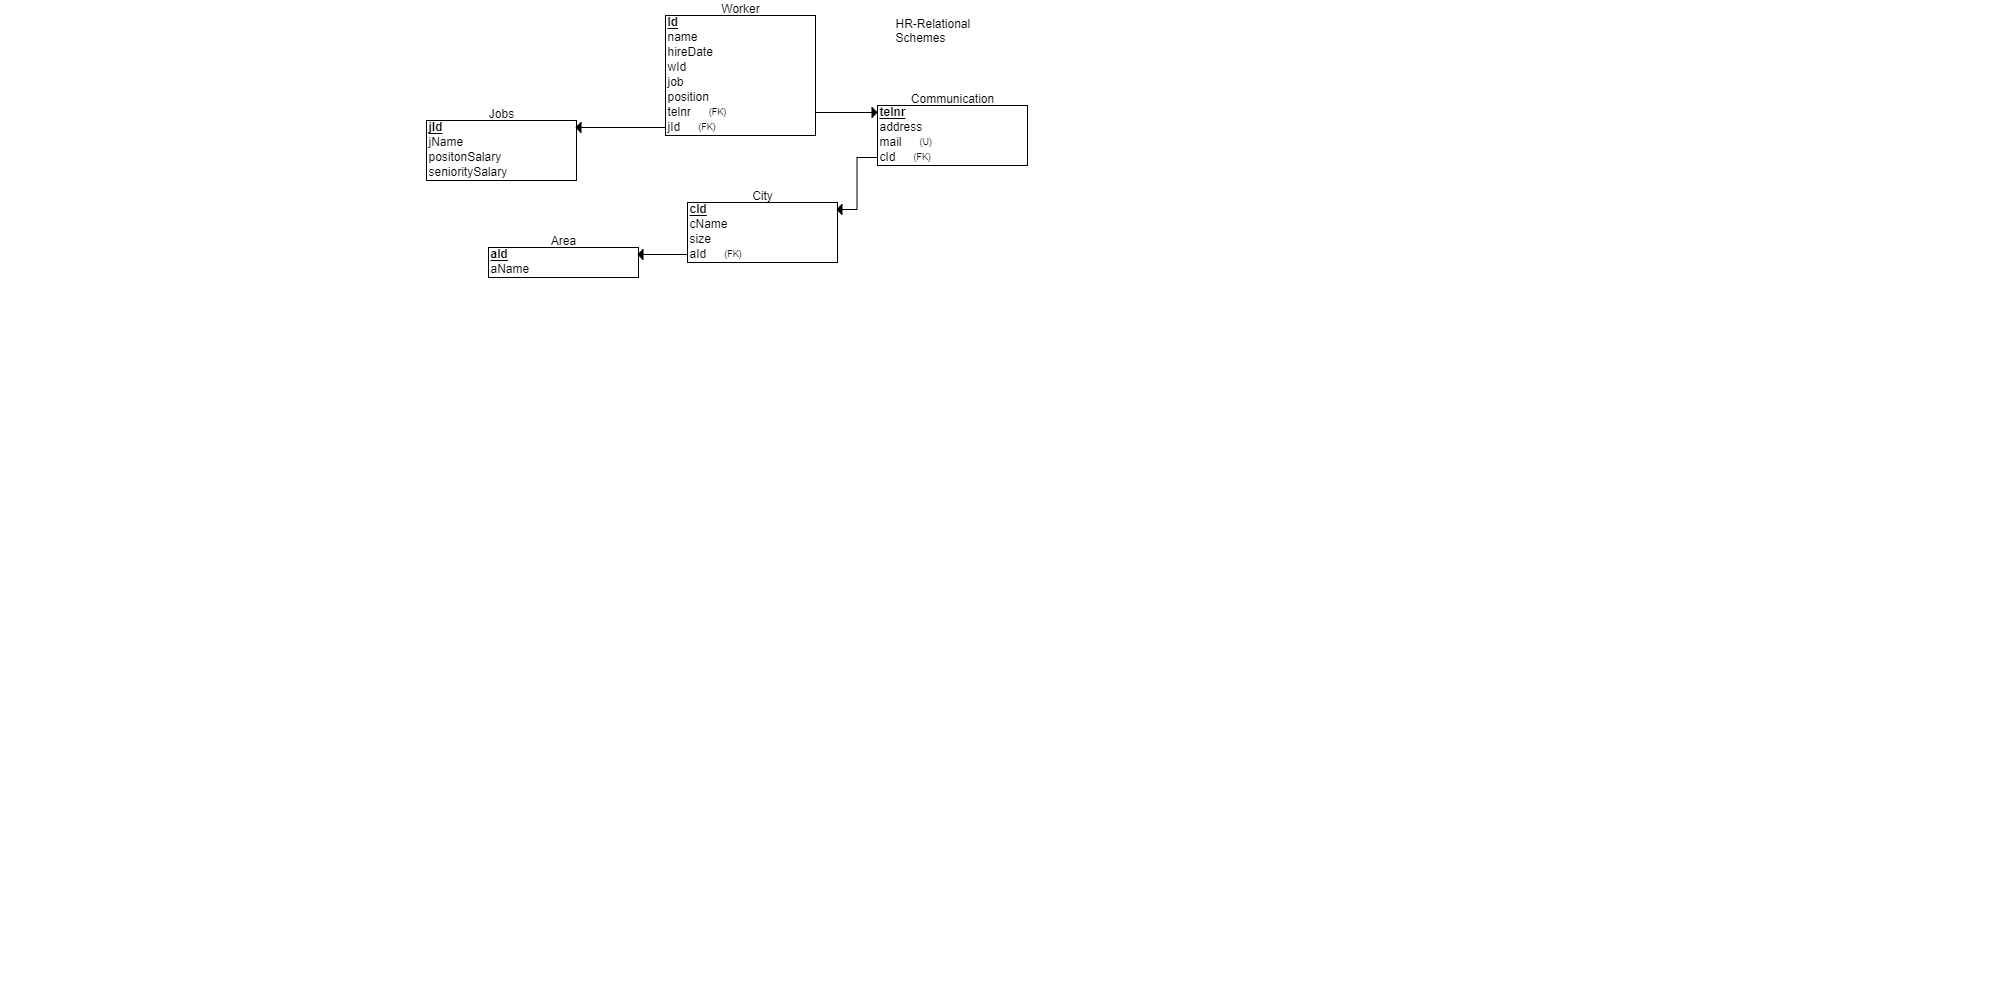 Worker
Id
name
hireDate
wId
job
position
telnr (FK)
jId (FK)
HR-Relational
Schemes
Communication
telnr
address
mail (U)
cId (FK)
Jobs
jId
jName
positonSalary
senioritySalary
City
cId
cName
size
aId (FK)
Area
aId
aName